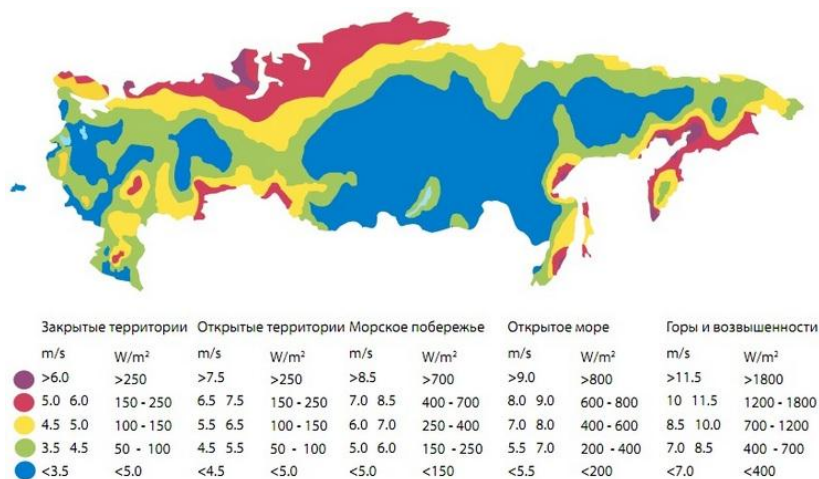 Закрытые территории Открытые территории Морское побережье Открытое море Горы и возвышенности
m/s W/m² m/s W/m² m/s W/m² m/s W/m² m/s W/m²
>6.0 >250 >7.5 >250 >8.5 >700 >9.0 >800 >11.5 >1800
5.0 6.0 150 - 250 6.5 7.5 150 - 250 7.0 8.5 400 - 700 8.0 9.0 600 - 800 10 11.5 1200 - 1800
4.5 5.0 100 - 150 5.5 6.5 100 - 150 6.0 7.0 250 - 400 7.0 8.0 400 - 600 8.5 10.0 700 - 1200
3.5 4.5 50 - 100 4.5 5.5 50 - 100 5.0 6.0 150 - 250 5.5 7.0 200 - 400 7.0 8.5 400 - 700
<3.5 <5.0 <4.5 <5.0 <5.0 <150 <5.5 <200 <7.0 <400